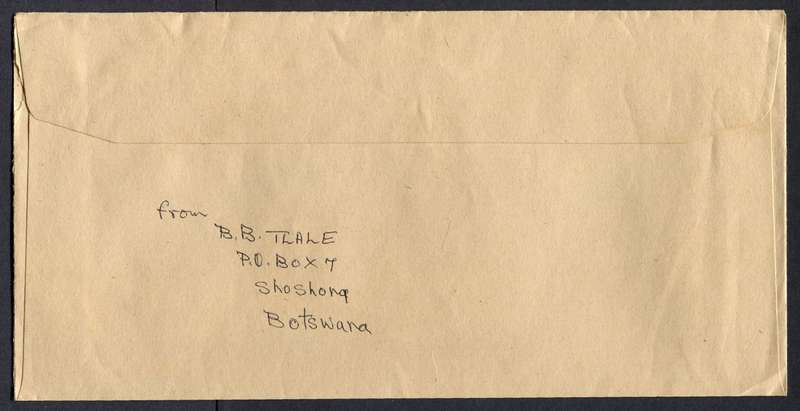 from
B.B. TLALE
P.O. BOX 7
Shoshong
Botswana